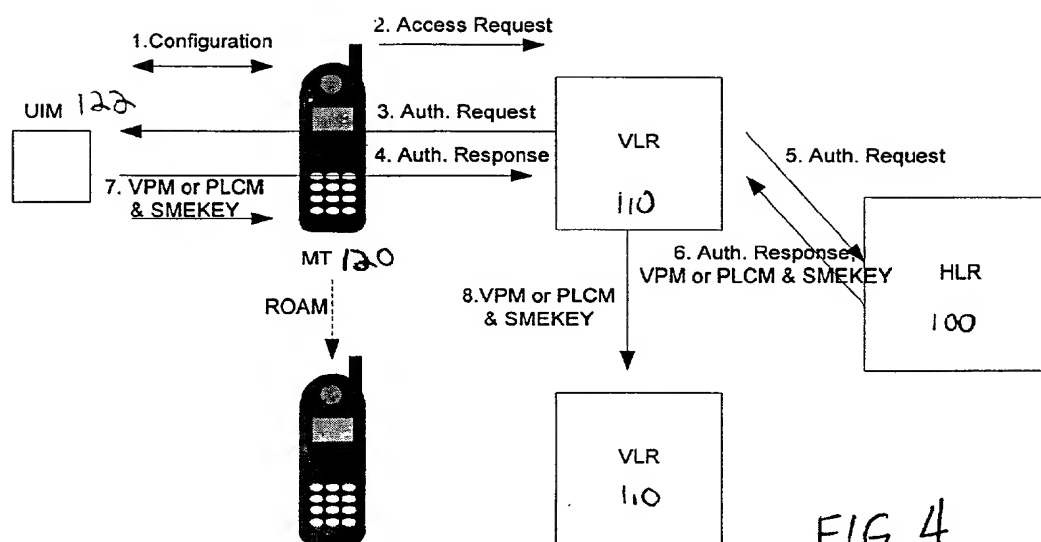 1.Configuration
2. Access Request
UIM 122
3. Auth. Request
VLR
110
4. Auth. Response
5. Auth. Request
7. VPM or PLCM
& SMEKEY
MT 120
6. Auth. Response,
VPM or PLCM & SMEKEY
HLR
100
ROAM
8.VPM or PLCM
& SMEKEY
VLR
110
FIG 4